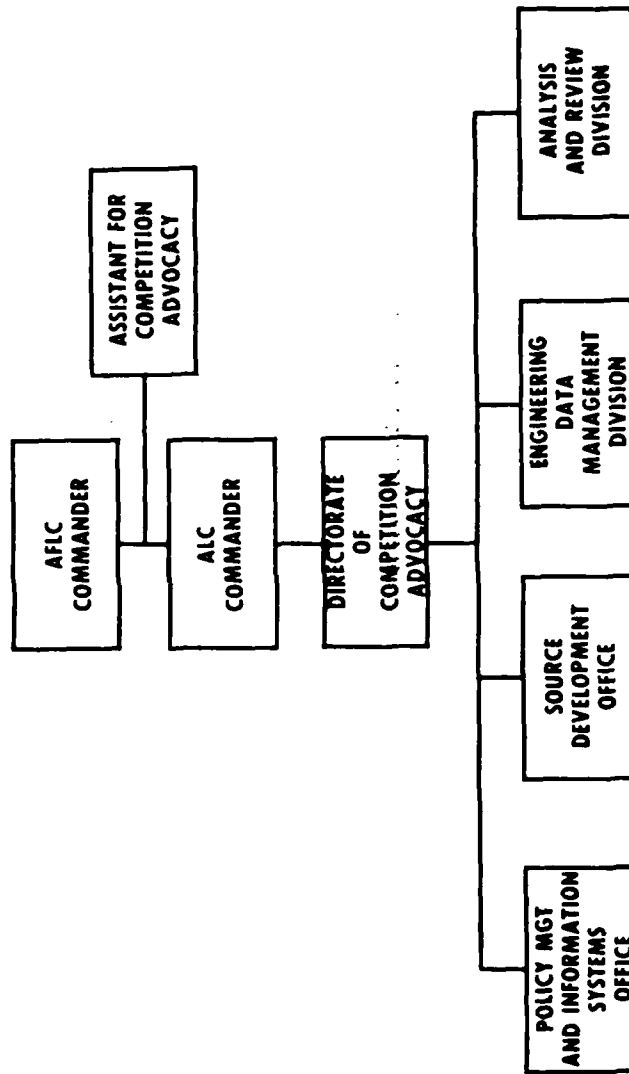 AFLC
COMMANDER
ASSISTANT FOR
COMPETITION
ADVOCACY
ALC
COMMANDER
DIRECTORATE
OF
COMPETITION
ADVOCACY
POLICY MGT
AND INFORMATION
SYSTEMS
OFFICE
SOURCE
DEVELOPMENT
OFFICE
ENGINEERING
DATA
MANAGEMENT
DIVISION
ANALYSIS
AND REVIEW
DIVISION